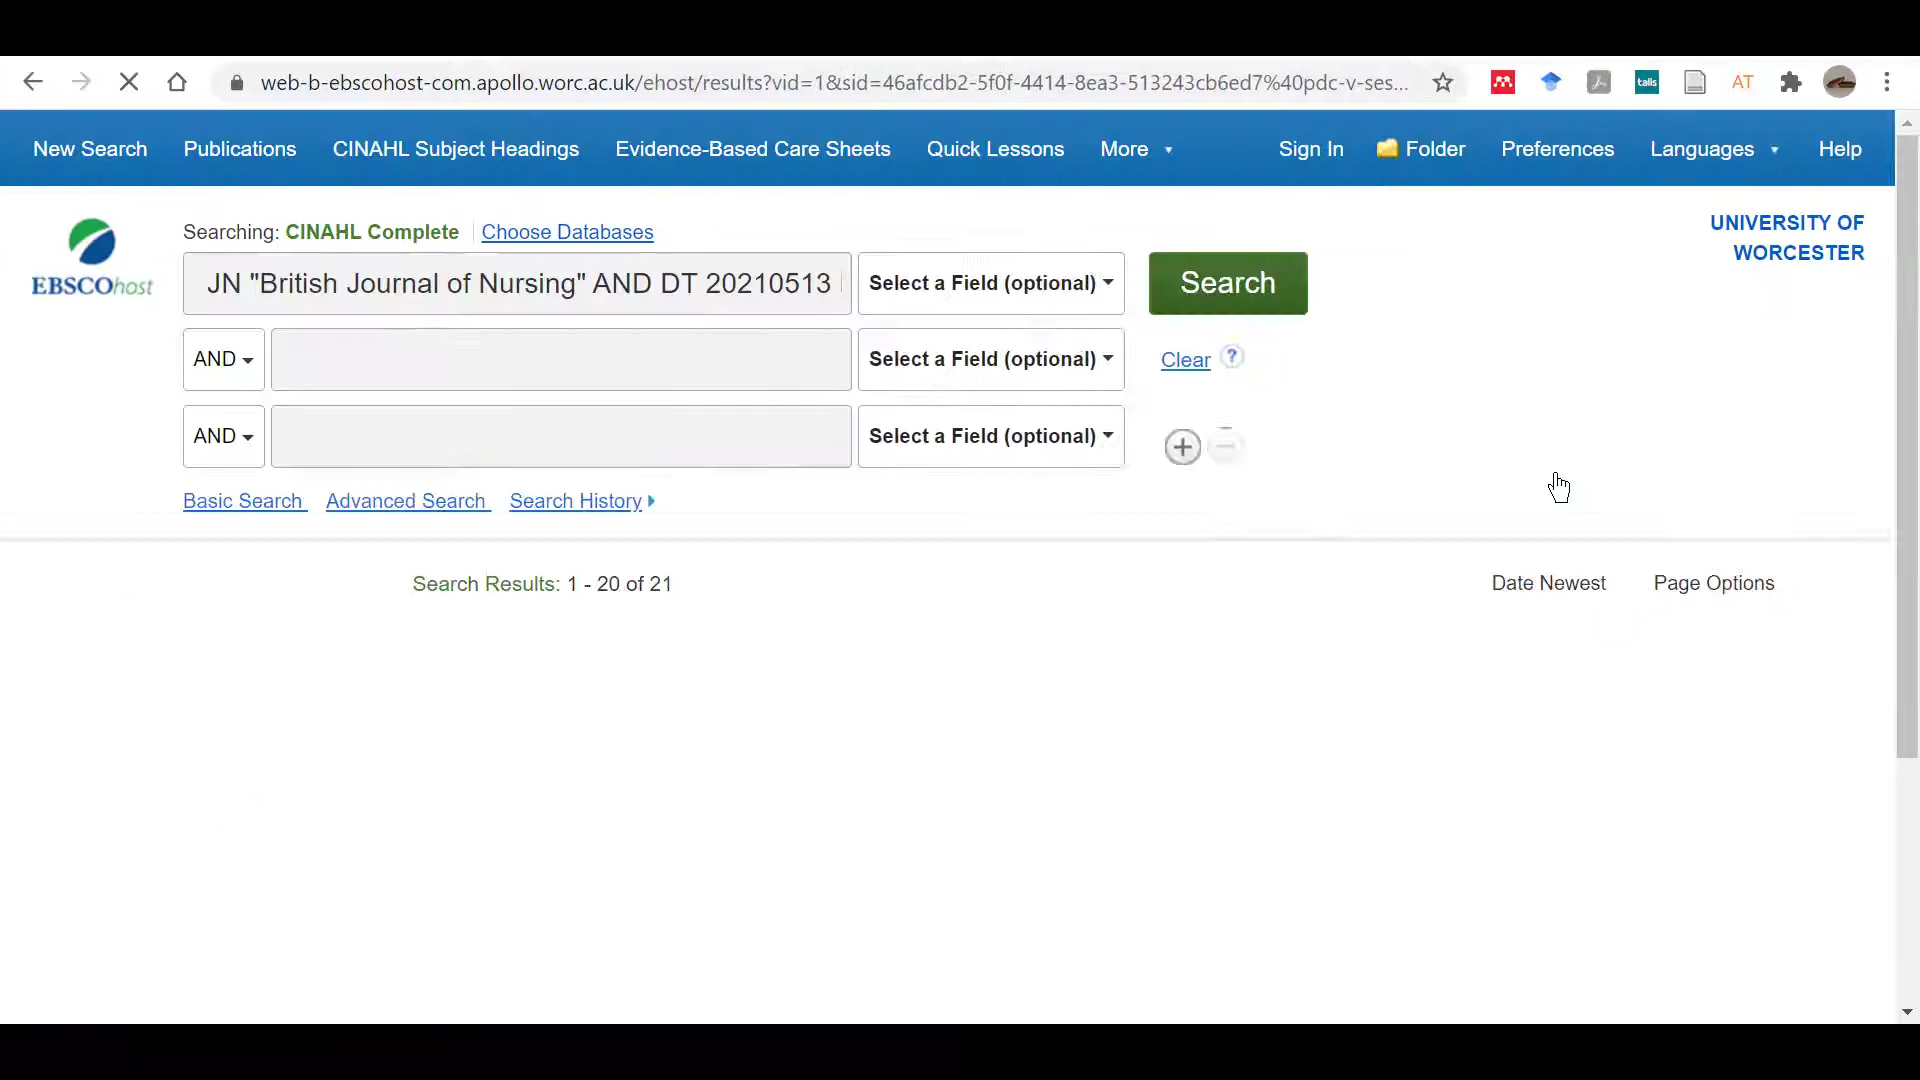 web-b-ebscohost-com.apollo.worc.ac.uk/ehost/results?vid=1&sid=46afcdb2-5f0f-4414-8ea3-513243cb6ed7%40pdc-v-ses... talis AT
New Search Publications CINAHL Subject Headings Evidence-Based Care Sheets Quick Lessons More Sign In Folder Preferences Languages Help
Searching: CINAHL Complete Choose Databases
UNIVERSITY OF
WORCESTER
EBSCOhost
JN "British Journal of Nursing" AND DT 20210513 Select a Field (optional) Search
AND Select a Field (optional) Clear ?
AND Select a Field (optional)
Basic Search Advanced Search Search History
Search Results: 1 - 20 of 21 Date Newest Page Options